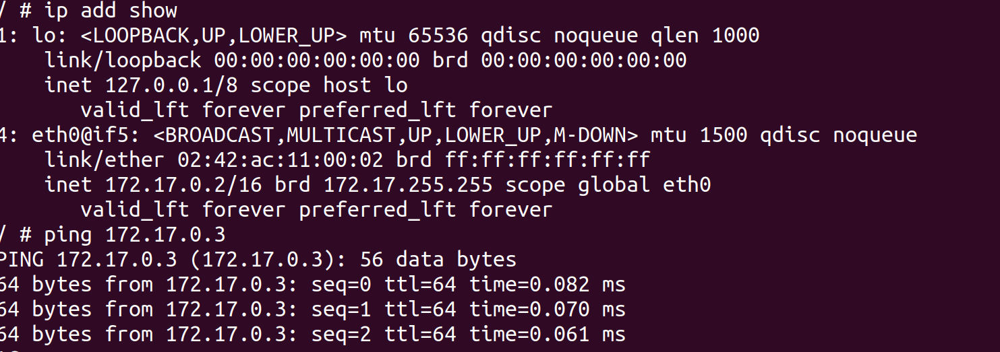 / # ip add show
1: lo: <LOOPBACK,UP,LOWER_UP> mtu 65536 qdisc noqueue qlen 1000
    link/loopback 00:00:00:00:00:00 brd 00:00:00:00:00:00
    inet 127.0.0.1/8 scope host lo
       valid_lft forever preferred_lft forever
4: eth0@if5: <BROADCAST,MULTICAST,UP,LOWER_UP,M-DOWN> mtu 1500 qdisc noqueue
    link/ether 02:42:ac:11:00:02 brd ff:ff:ff:ff:ff:ff
    inet 172.17.0.2/16 brd 172.17.255.255 scope global eth0
       valid_lft forever preferred_lft forever
/ # ping 172.17.0.3
PING 172.17.0.3 (172.17.0.3): 56 data bytes
64 bytes from 172.17.0.3: seq=0 ttl=64 time=0.082 ms
64 bytes from 172.17.0.3: seq=1 ttl=64 time=0.070 ms
64 bytes from 172.17.0.3: seq=2 ttl=64 time=0.061 ms